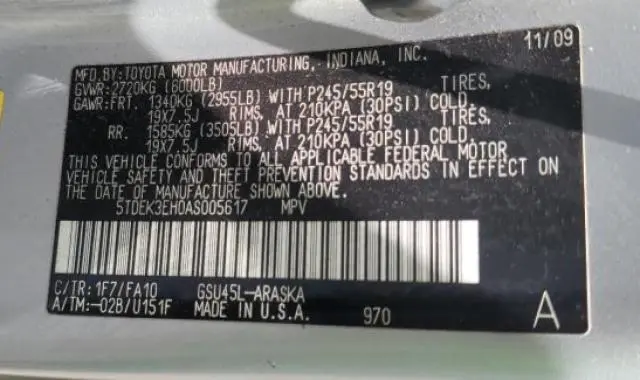 11/09
MFD.BY:TOYOTA MOTOR MANUFACTURING, INDIANA, INC.
GVWR:2720KG (6000LB)
GAWR:FRT. 1340KG (2955LB) WITH P245/55R19 TIRES,
19X7.5J RIMS, AT 210KPA (30PSI) COLD.
RR. 1585KG (3505LB) WITH P245/55R19 TIRES,
19X7.5J RIMS, AT 210KPA (30PSI) COLD.
THIS VEHICLE CONFORMS TO ALL APPLICABLE FEDERAL MOTOR
VEHICLE SAFETY AND THEFT PREVENTION STANDARDS IN EFFECT ON
THE DATE OF MANUFACTURE SHOWN ABOVE.
5TDEK3EH0AS005617 MPV
C/TR:1F7/FA10 GSU45L-ARASKA
A/TM:-02B/U151F MADE IN U.S.A. 970 A